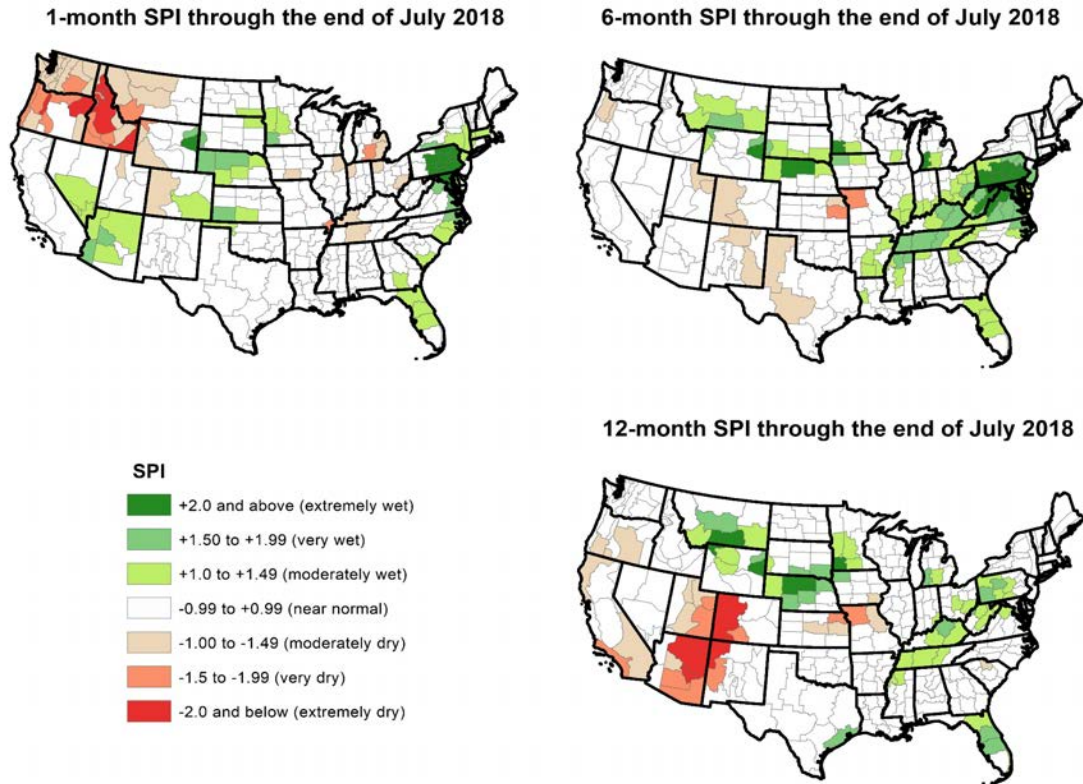 1-month SPI through the end of July 2018
6-month SPI through the end of July 2018
12-month SPI through the end of July 2018
SPI
+2.0 and above (extremely wet)
+1.50 to +1.99 (very wet)
+1.0 to +1.49 (moderately wet)
-0.99 to +0.99 (near normal)
-1.00 to -1.49 (moderately dry)
-1.5 to -1.99 (very dry)
-2.0 and below (extremely dry)